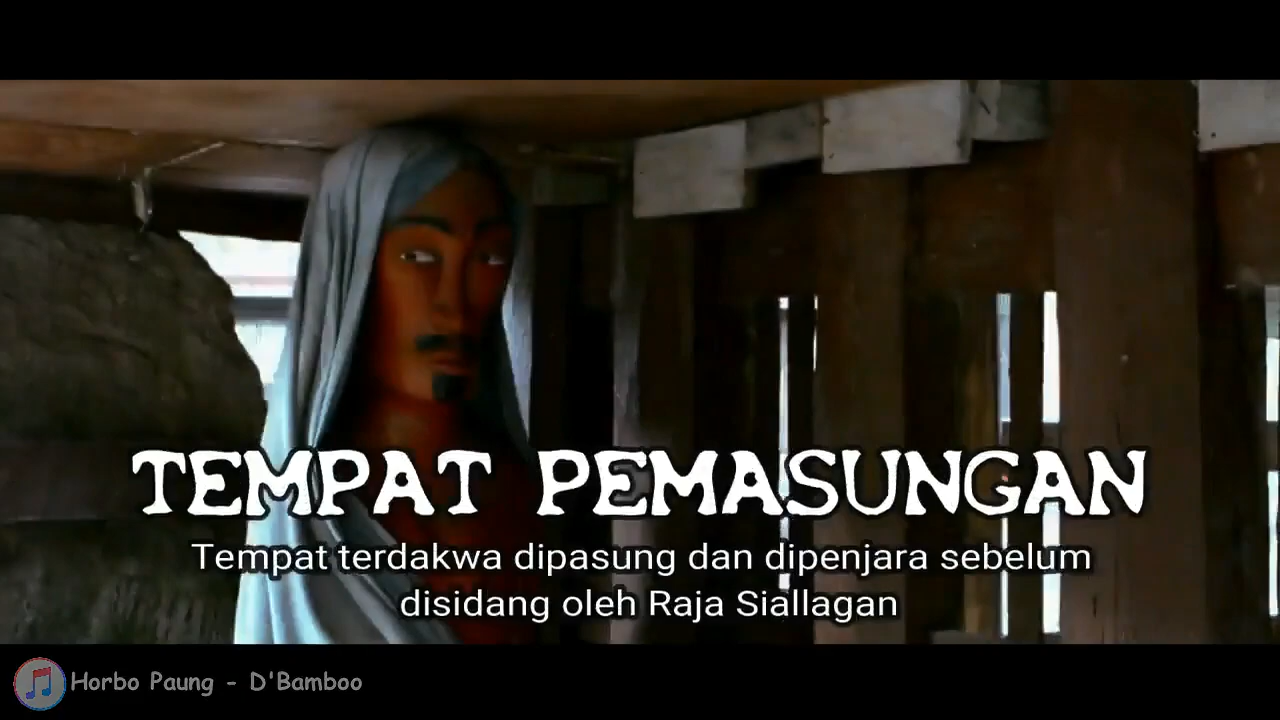 TEMPAT PEMASUNGAN
Tempat terdakwa dipasung dan dipenjara sebelum
disidang oleh Raja Siallagan
Horbo Paung - D'Bamboo